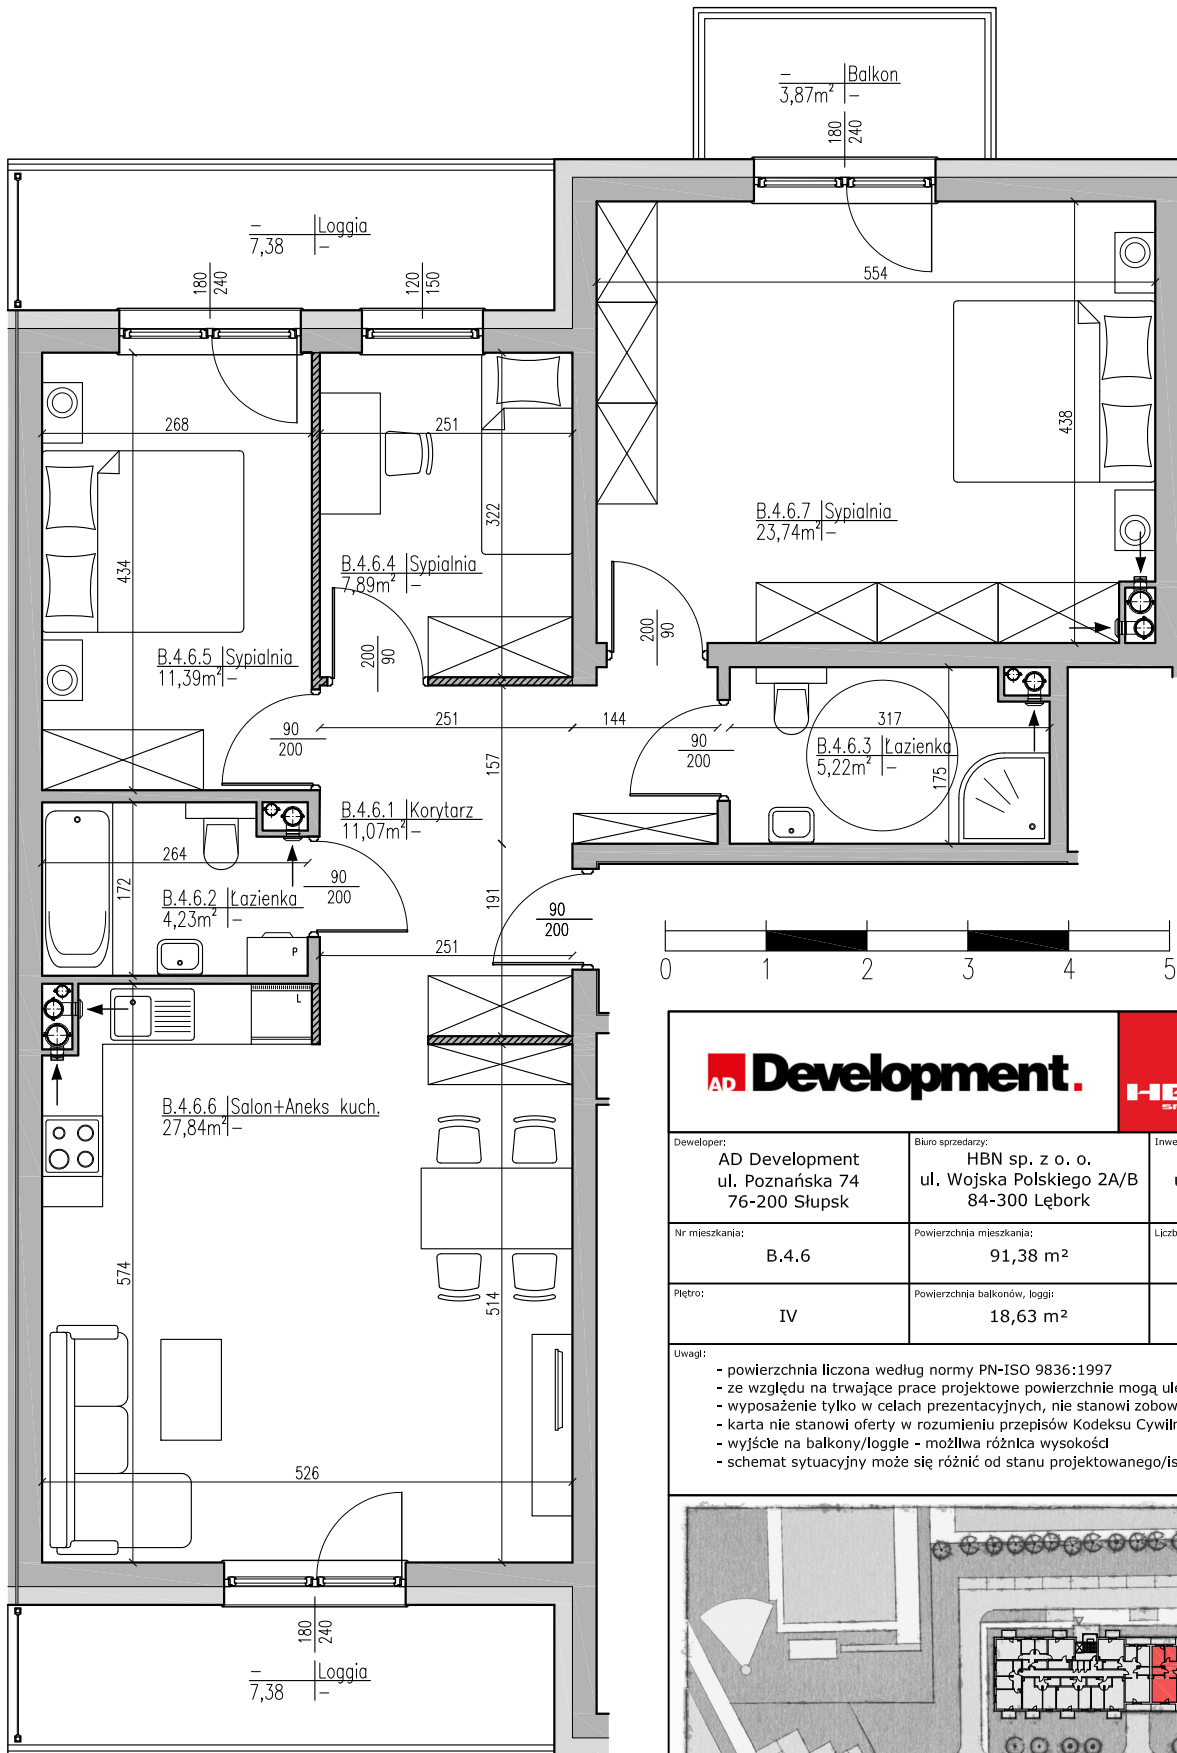 - Balkon
3,87m² -
180
240
- Loggia
7,38 -
180
240
120
150
554
268
251
438
322
434
B.4.6.7 Sypialnia
23,74m² -
B.4.6.4 Sypialnia
7,89m² -
B.4.6.5 Sypialnia
11,39m² -
200
90
200
90
90
200
251
144
317
90
200
B.4.6.3 Łazienka
5,22m² -
175
157
B.4.6.1 Korytarz
11,07m² -
264
172
90
200
B.4.6.2 Łazienka
4,23m² -
191
90
200
P
251
L
0 1 2 3 4 5
B.4.6.6 Salon+Aneks kuch.
27,84m² -
574
514
526
180
240
- Loggia
7,38 -
AD Development.
Deweloper:
AD Development
ul. Poznańska 74
76-200 Słupsk
Biuro sprzedarzy:
HBN sp. z o. o.
ul. Wojska Polskiego 2A/B
84-300 Lębork
Nr mieszkania:
B.4.6
Powierzchnia mieszkania:
91,38 m²
Piętro:
IV
Powierzchnia balkonów, loggi:
18,63 m²
Uwagi:
- powierzchnia liczona według normy PN-ISO 9836:1997
- ze względu na trwające prace projektowe powierzchnie mogą ule
- wyposażenie tylko w celach prezentacyjnych, nie stanowi zobow
- karta nie stanowi oferty w rozumieniu przepisów Kodeksu Cywiln
- wyjście na balkony/loggie - możliwa różnica wysokości
- schemat sytuacyjny może się różnić od stanu projektowanego/is